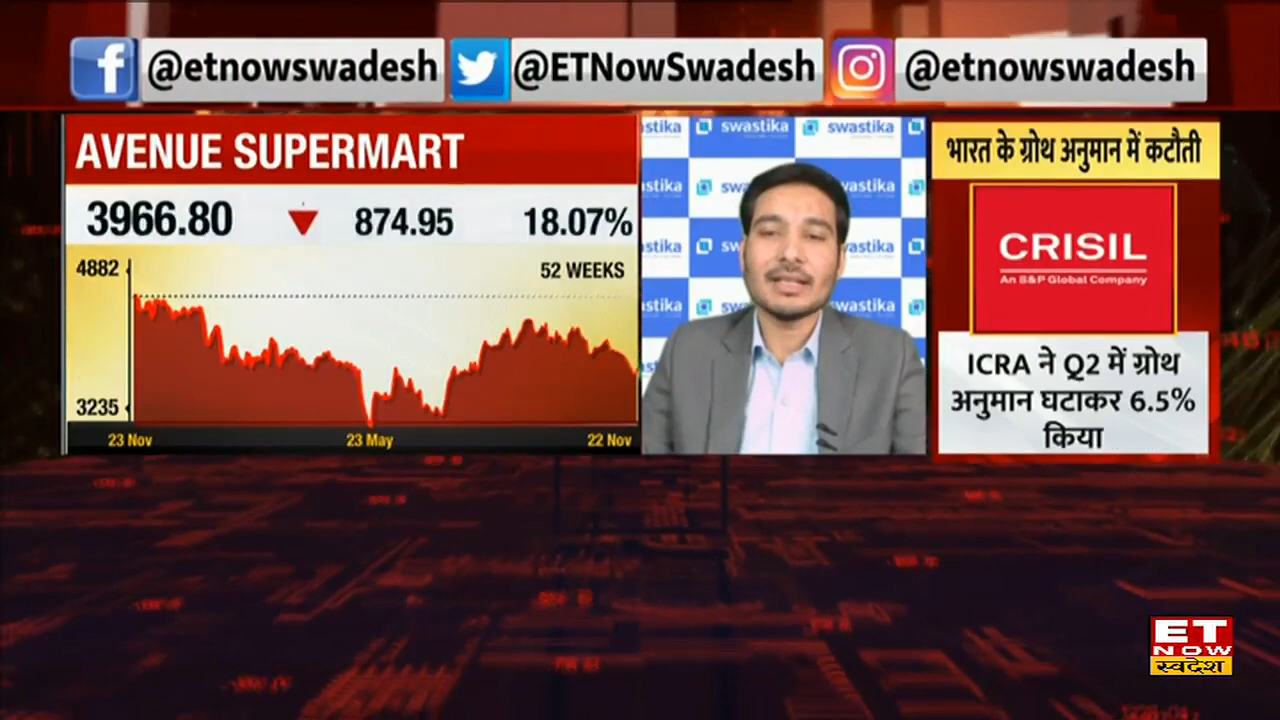 @etnowswadesh @ETNowSwadesh @etnowswadesh
AVENUE SUPERMART
3966.80 874.95 18.07%
4882
52 WEEKS
3235
23 Nov 23 May 22 Nov
swastika swastika
भारत के ग्रोथ अनुमान में कटौती
CRISIL
An S&P Global Company
ICRA ने Q2 में ग्रोथ
अनुमान घटाकर 6.5%
किया
ET
NOW
स्वदेश